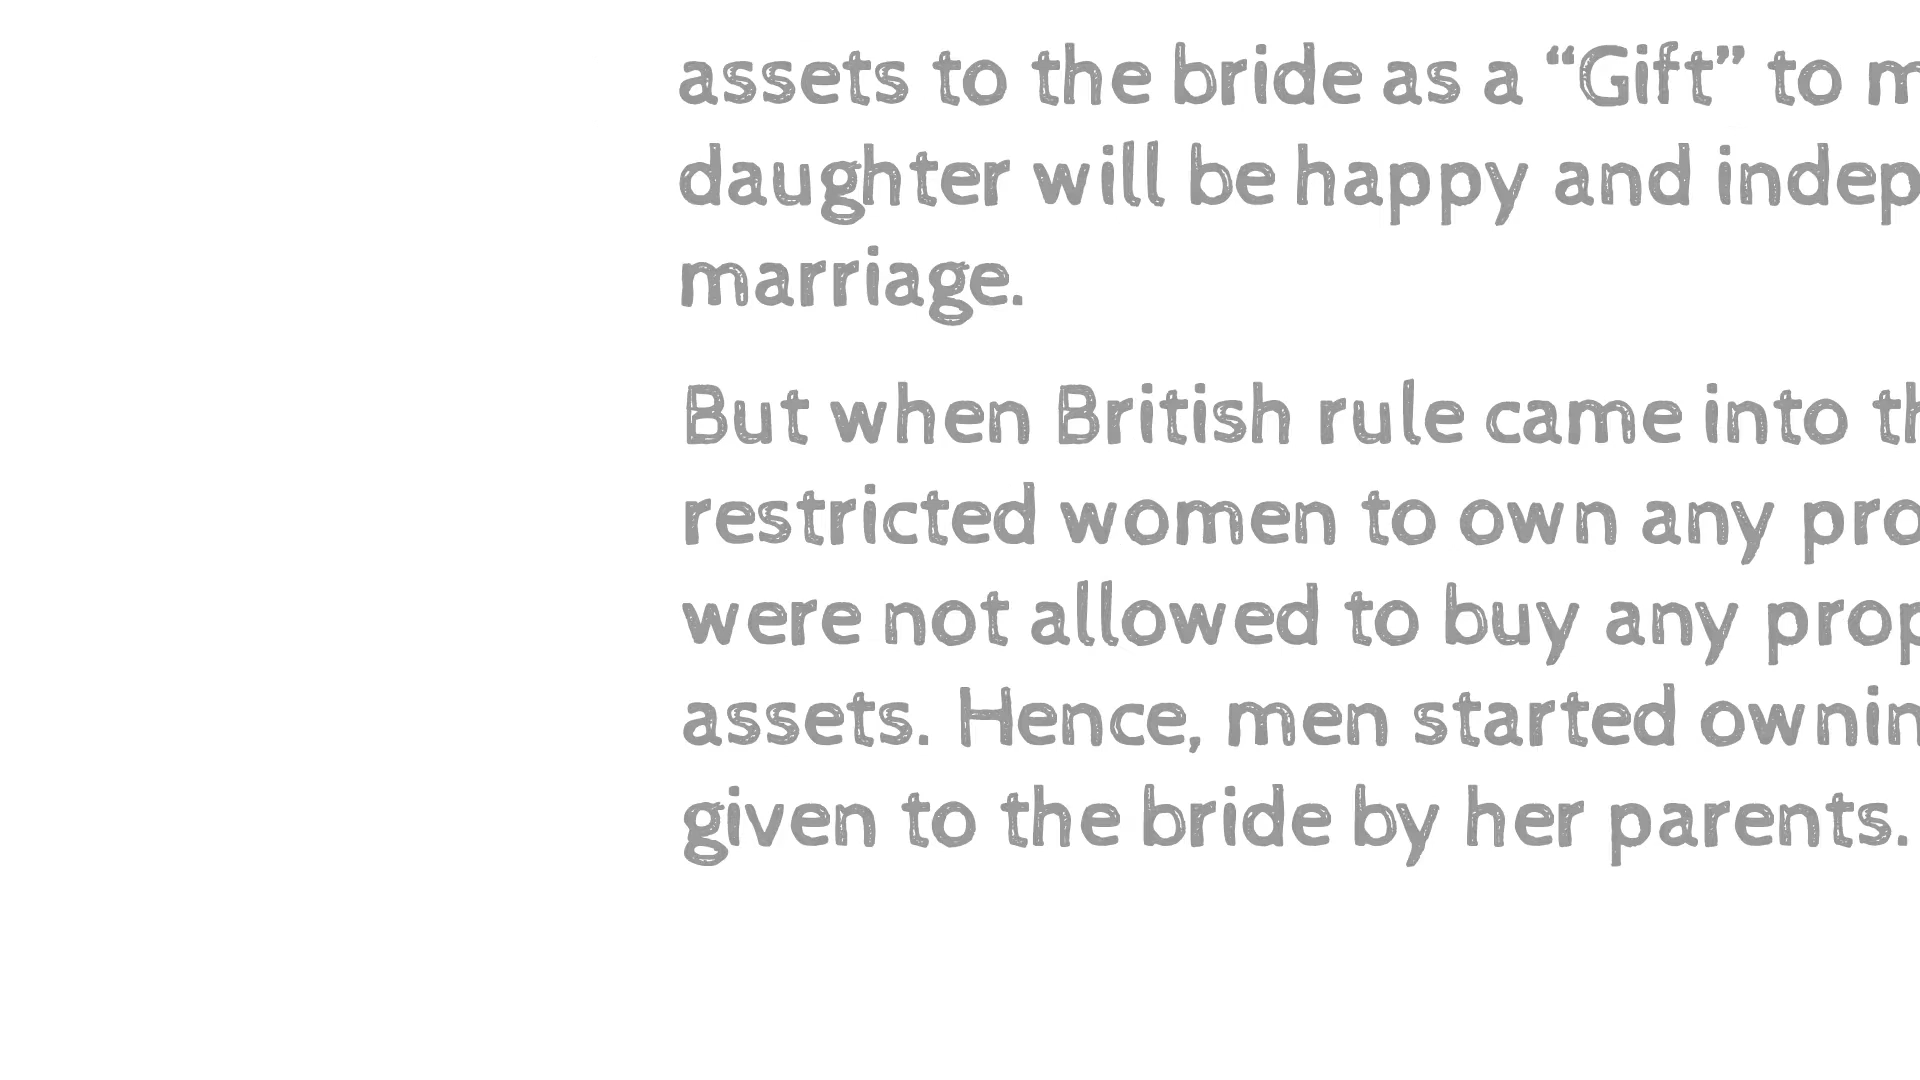 assets to the bride as a “Gift” to
daughter will be happy and
marriage.
But when British rule came into
restricted women to own any
were not allowed to buy any
assets. Hence, men started
given to the bride by her parents.